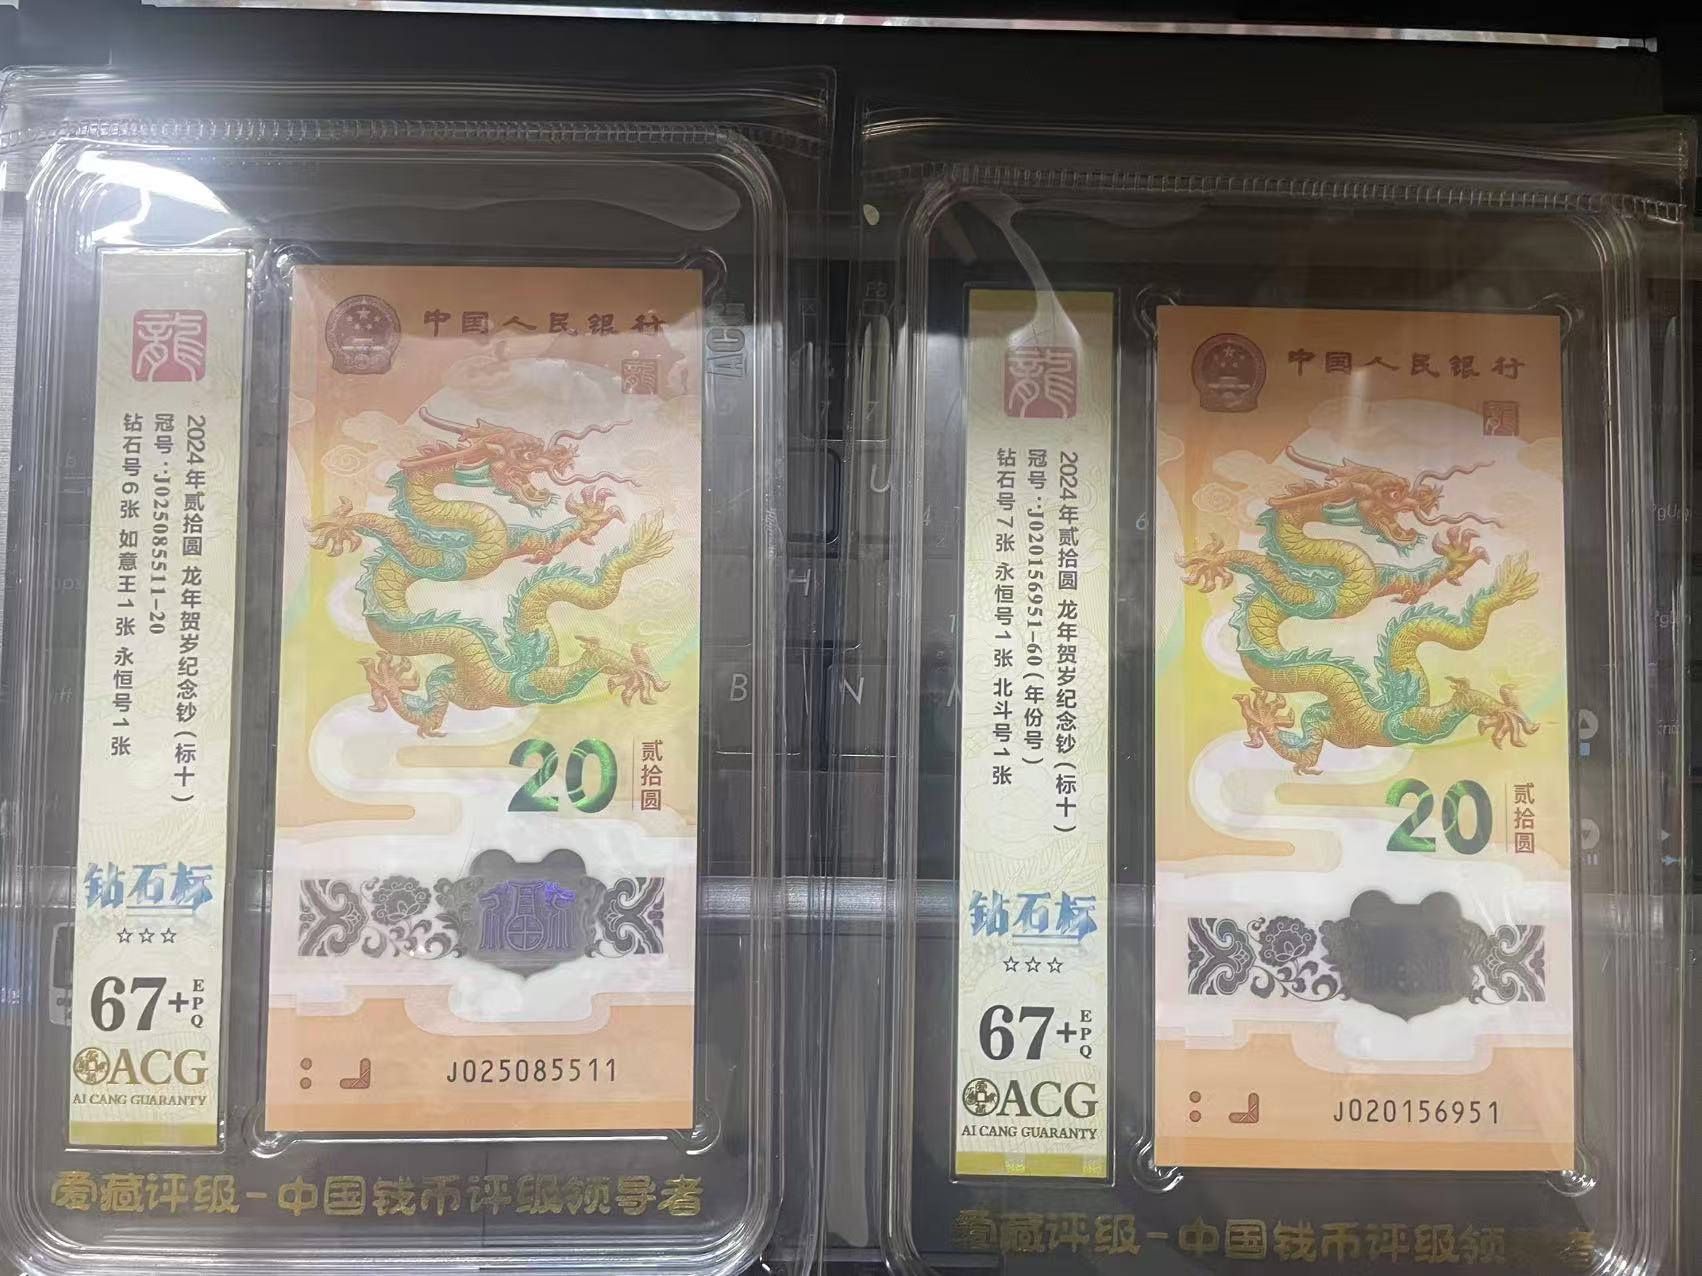 龍
2024年贰拾圆 龙年贺岁纪念钞（标十）
冠号：J025085511-20
钻石号6张 如意王1张 永恒号1张
钻石标
☆☆☆
67+
EPQ
ACG
AI CANG GUARANTY
中国人民银行
龍
20
贰拾圆
福
J025085511
爱藏评级-中国钱币评级领导者
ACG
龍
2024年贰拾圆 龙年贺岁纪念钞（标十）
冠号：J020156951-60（年份号）
钻石号7张 永恒号1张 北斗号1张
钻石标
☆☆☆
67+
EPQ
ACG
AI CANG GUARANTY
中国人民银行
龍
20
贰拾圆
J020156951
爱藏评级-中国钱币评级领
U
H
B
N